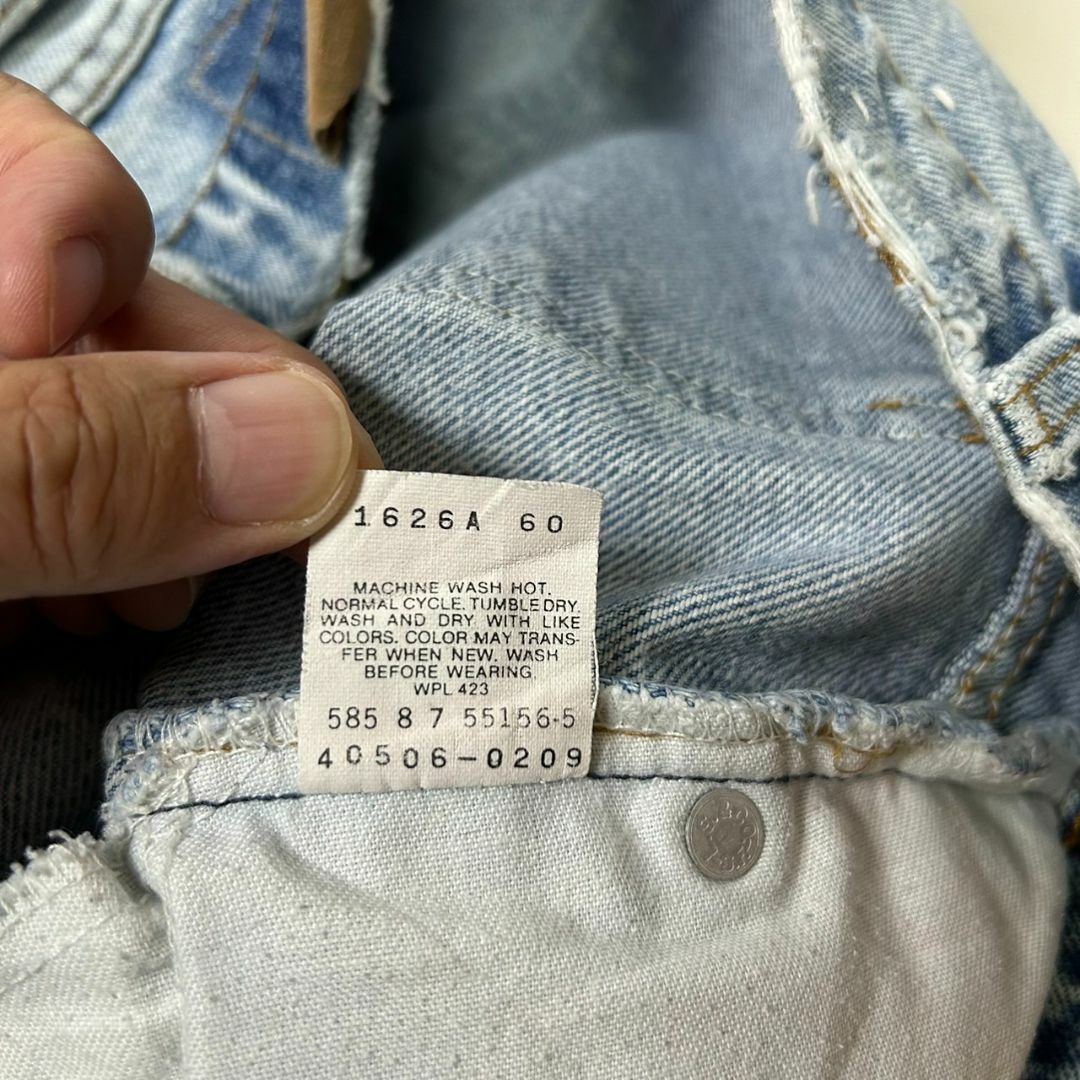 1626A 60
MACHINE WASH HOT.
NORMAL CYCLE. TUMBLE DRY.
WASH AND DRY WITH LIKE
COLORS. COLOR MAY TRANS-
FER WHEN NEW. WASH
BEFORE WEARING.
WPL 423
585 8 7 55156-5
40506-0209